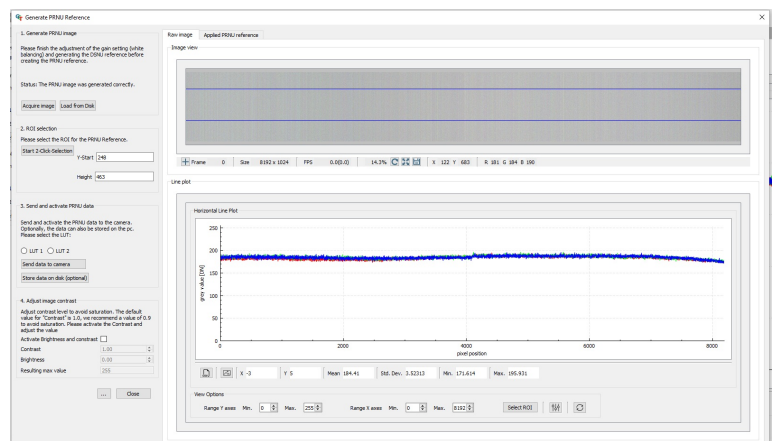 Generate PRNU Reference
1. Generate PRNU image
Please finish the adjustment of the gain setting (white
balancing) and generating the DSNU reference before
creating the PRNU reference.
Status: The PRNU image was generated correctly.
Acquire image Load from Disk
2. ROI selection
Please select the ROI for the PRNU Reference.
Start 2-Click-Selection
Y-Start 248
Height 463
3. Send and activate PRNU data
Send and activate the PRNU data to the camera.
Optionally, the data can also be stored on the pc.
Please select the LUT:
LUT 1 LUT 2
Send data to camera
Store data on disk (optional)
4. Adjust image contrast
Adjust contrast level to avoid saturation. The default
value for "Contrast" is 1.0, we recommend a value of 0.9
to avoid saturation. Please activate the Contrast and
adjust the value
Activate Brightness and constrast
Contrast 1.00
Brightness 0.00
Resulting max value 255
... Close
Raw image Applied PRNU reference
Image view
Frame 0 Size 8192 x 1024 FPS 0.0(0.0) 14.3% X 122 Y 683 R 181 G 184 B 190
Line plot
Horizontal Line Plot
250
200
150
100
50
0
grey value [DN]
0 2000 4000 6000 8000
pixel position
X -3 Y 5 Mean 184.41 Std. Dev. 3.52313 Min. 171.614 Max. 195.931
View Options
Range Y axes Min. 0 Max. 255 Range X axes Min. 0 Max. 8192 Select ROI